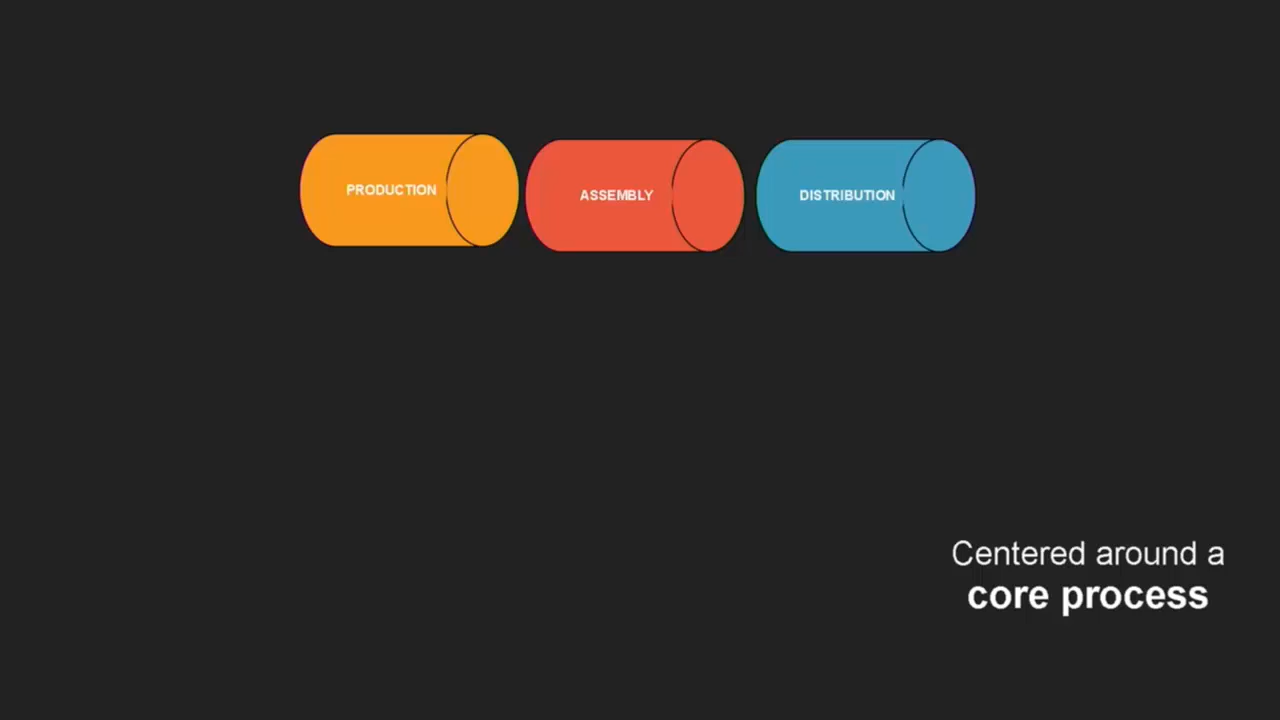 PRODUCTION
ASSEMBLY
DISTRIBUTION
Centered around a
core process